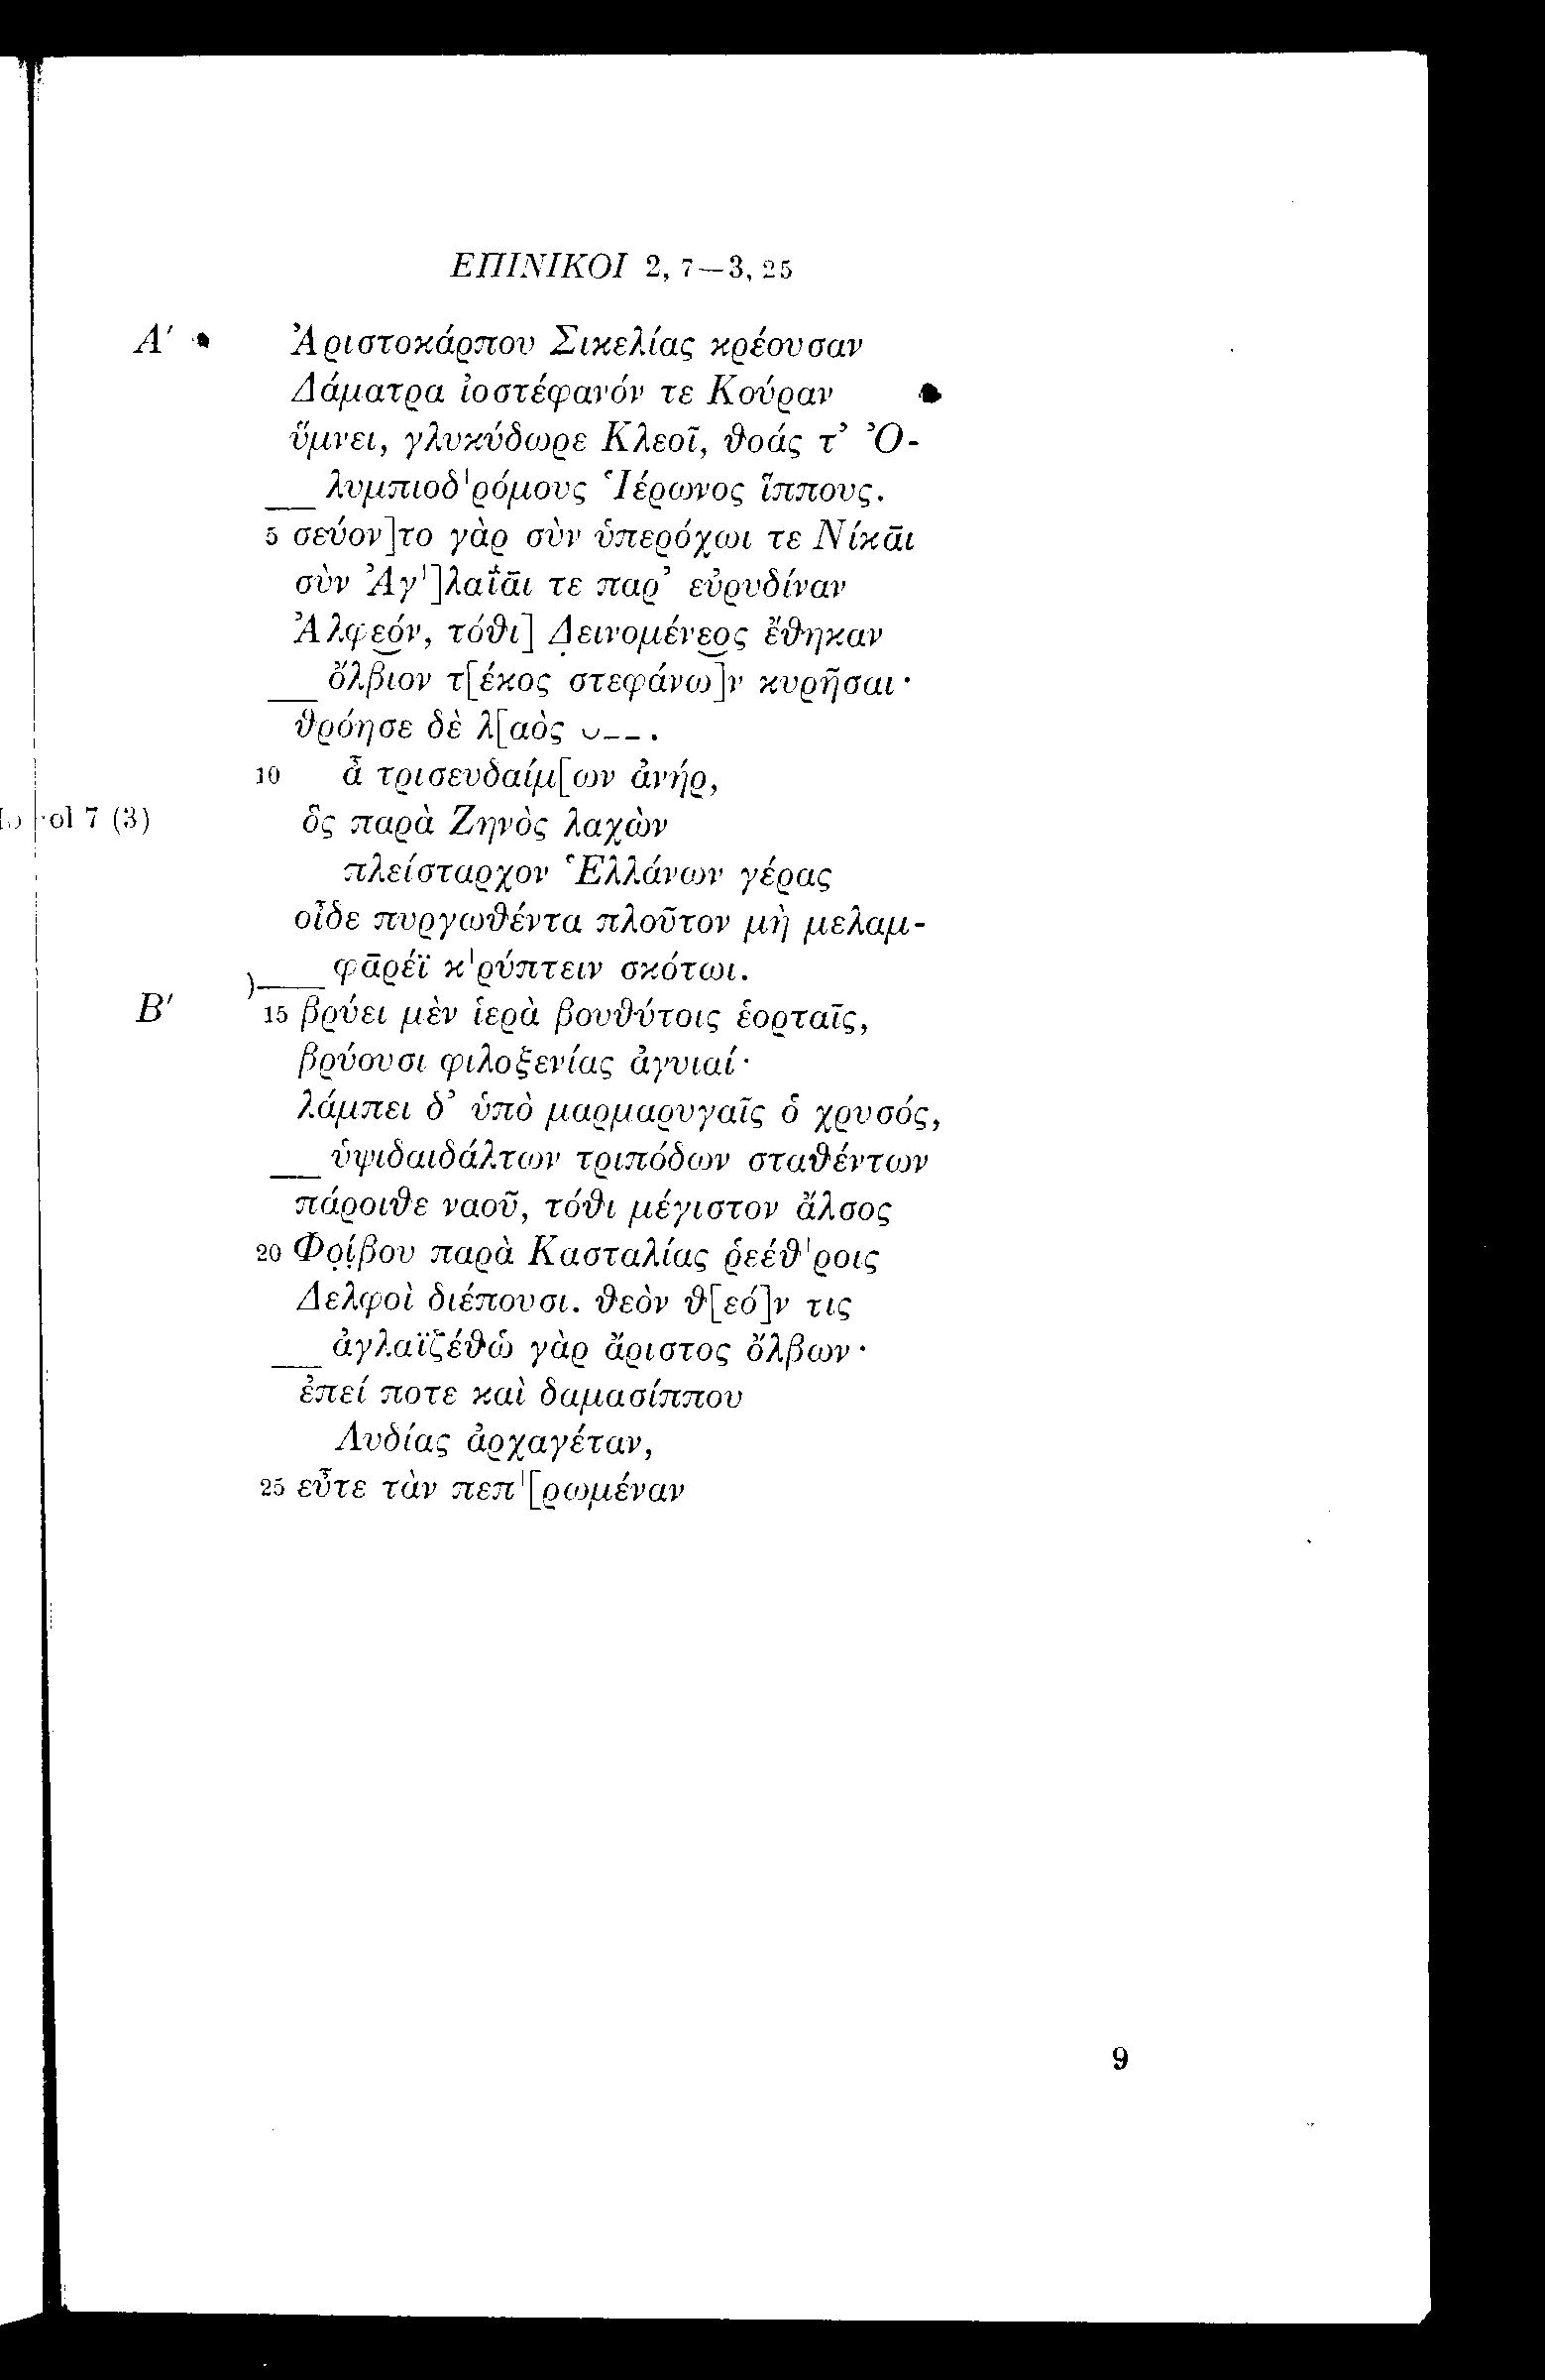 ΕΠΙΝΙΚΟΙ 2, 7—3, 25
Α′ Ἀριστοκάρπου Σικελίας κρέουσαν
Δάματρα ἰοστέφανόν τε Κούραν
ὕμνει, γλυκύδωρε Κλεοῖ, θοάς τ’ Ὀ-
λυμπιοδ'ρόμους Ἱέρωνος ἵππους.
5 σεύον]το γὰρ σὺν ὑπερόχωι τε Νίκᾱι
σὺν Ἀγ']λαΐᾱι τε παρ’ εὐρυδίναν
Ἀλφεόν, τόθι] Δ̣εινομένεος ἔθηκαν
ὄλβιον τ[έκος στεφάνω]ν κυρῆσαι·
θρόησε δὲ λ[αὸς ∪–– .
10 ἆ τρισευδαίμ[ων ἀνήρ,
ol 7 (3) ὃς παρὰ Ζηνὸς λαχὼν
πλείσταρχον Ἑλλάνων γέρας
οἶδε πυργωθέντα πλοῦτον μὴ μελαμ-
φᾱρέϊ κ'ρύπτειν σκότωι.
Β′ 15 βρύει μὲν ἱερὰ βουθύτοις ἑορταῖς,
βρύουσι φιλοξενίας ἀγυιαί·
λάμπει δ’ ὑπὸ μαρμαρυγαῖς ὁ χρυσός,
ὑψιδαιδάλτων τριπόδων σταθέντων
πάροιθε ναοῦ, τόθι μέγιστον ἄλσος
20 Φο̣ί̣βου παρὰ Κασταλίας ῥεέθ'ροις
Δελφοὶ διέπουσι. θεὸν θ[εό]ν τις
ἀγλαϊζέθὡ γὰρ ἄριστος ὄλβων·
ἐπεί ποτε καὶ δαμασίππου
Λυδίας ἀρχαγέταν,
25 εὖτε τὰν πεπ'[ρωμέναν
9